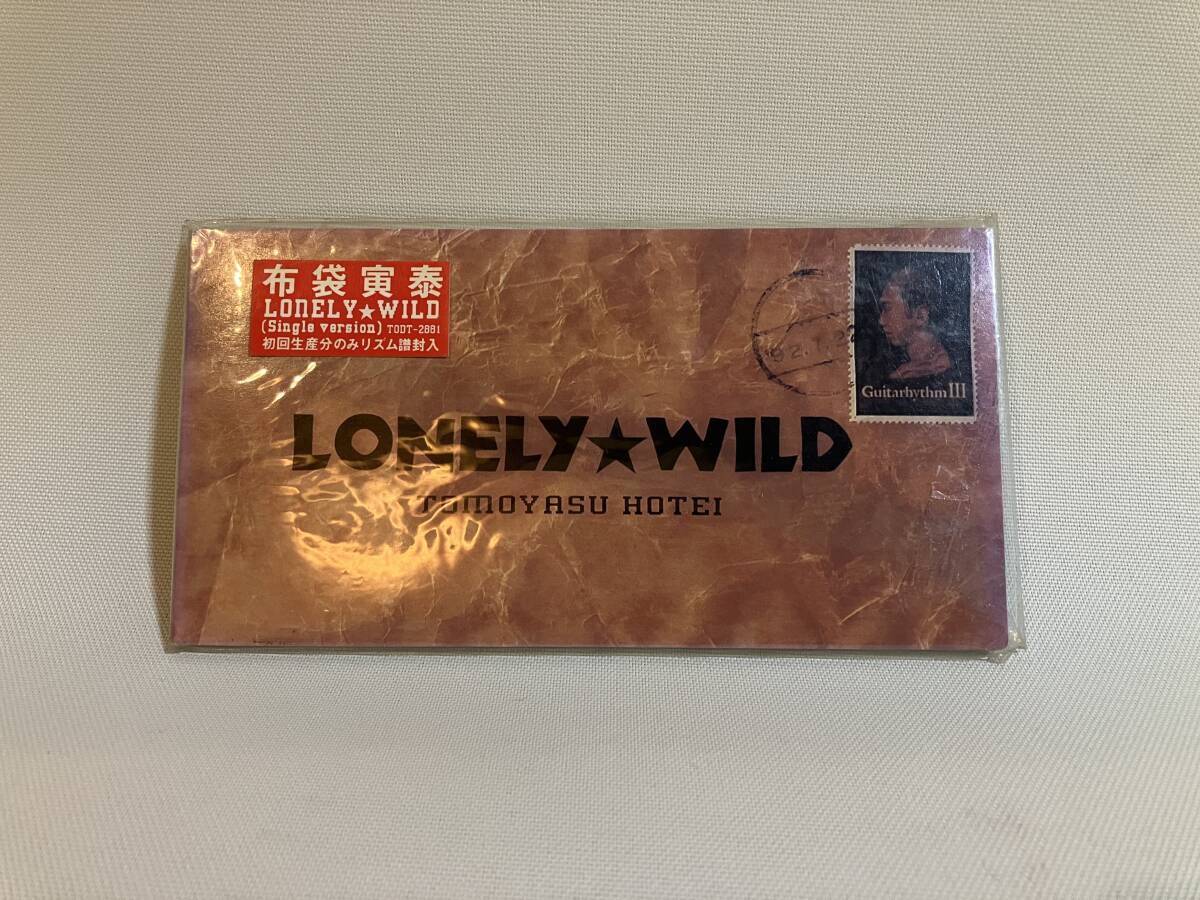 布袋寅泰
LONELY★WILD
(Single version) TODT-2881
初回生産分のみリズム譜封入
Guitarhythm III
LONELY★WILD
TOMOYASU HOTEI